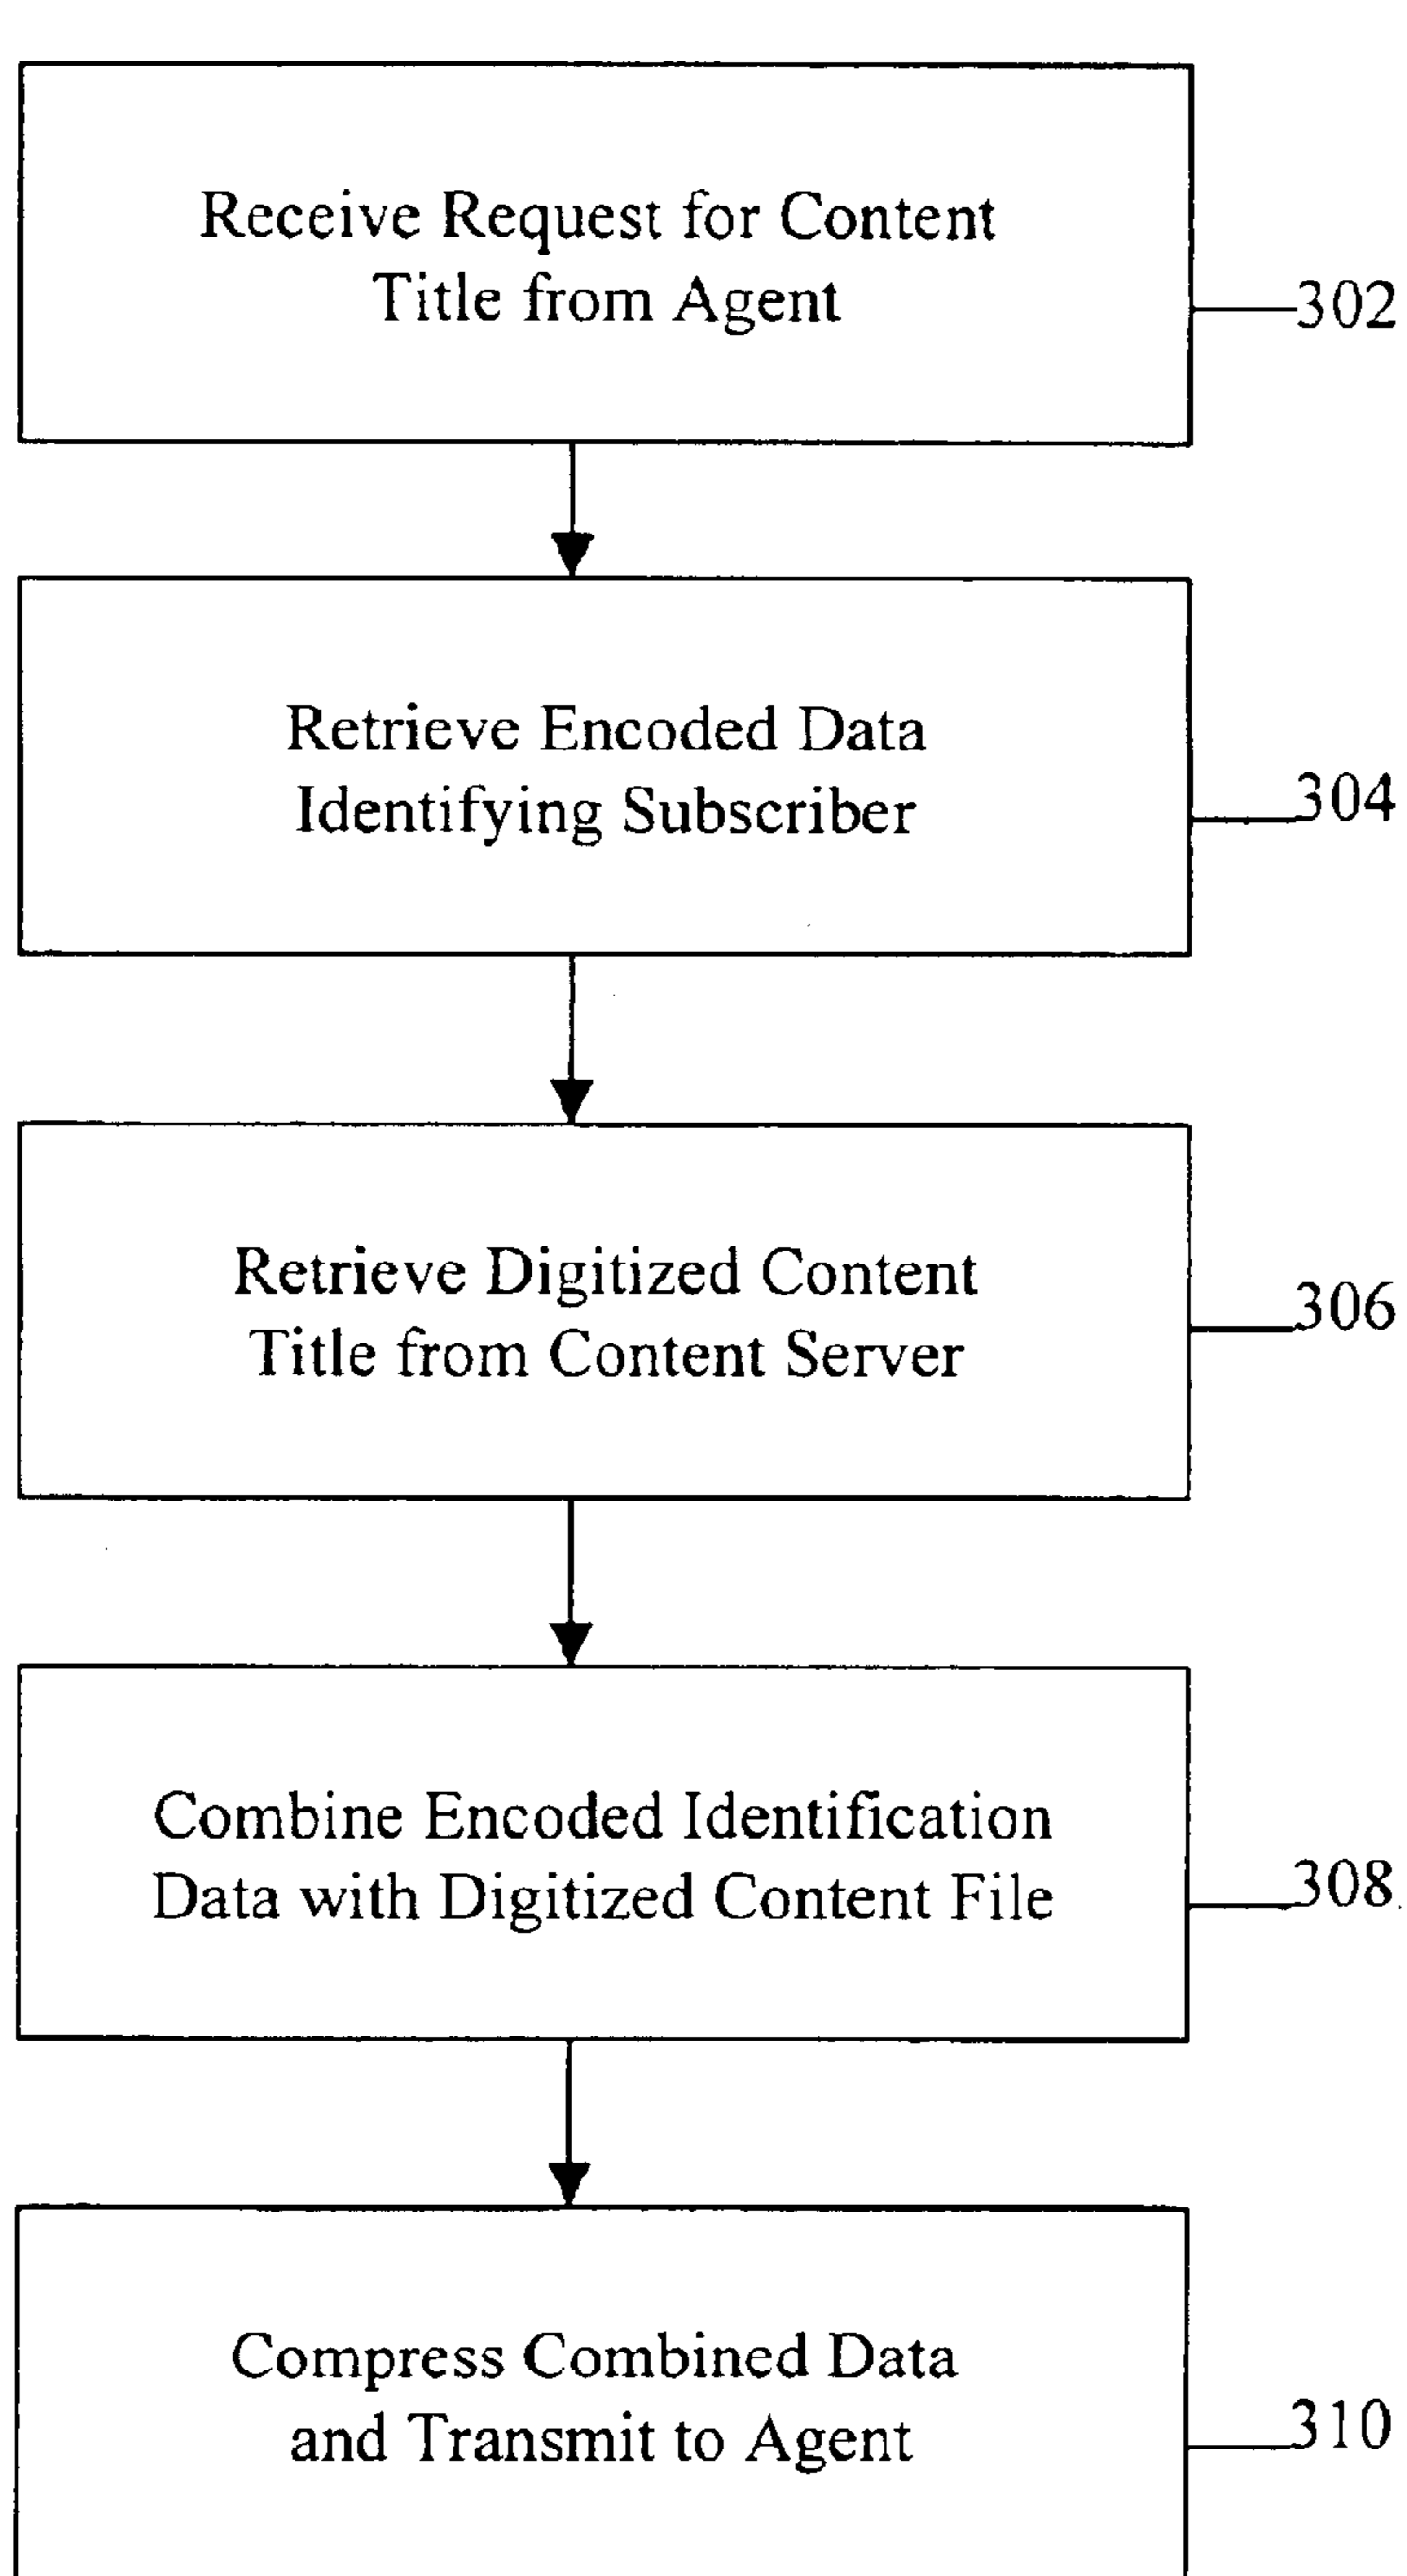 Receive Request for Content
Title from Agent
302
Retrieve Encoded Data
Identifying Subscriber
304
Retrieve Digitized Content
Title from Content Server
306
Combine Encoded Identification
Data with Digitized Content File
308
Compress Combined Data
and Transmit to Agent
310